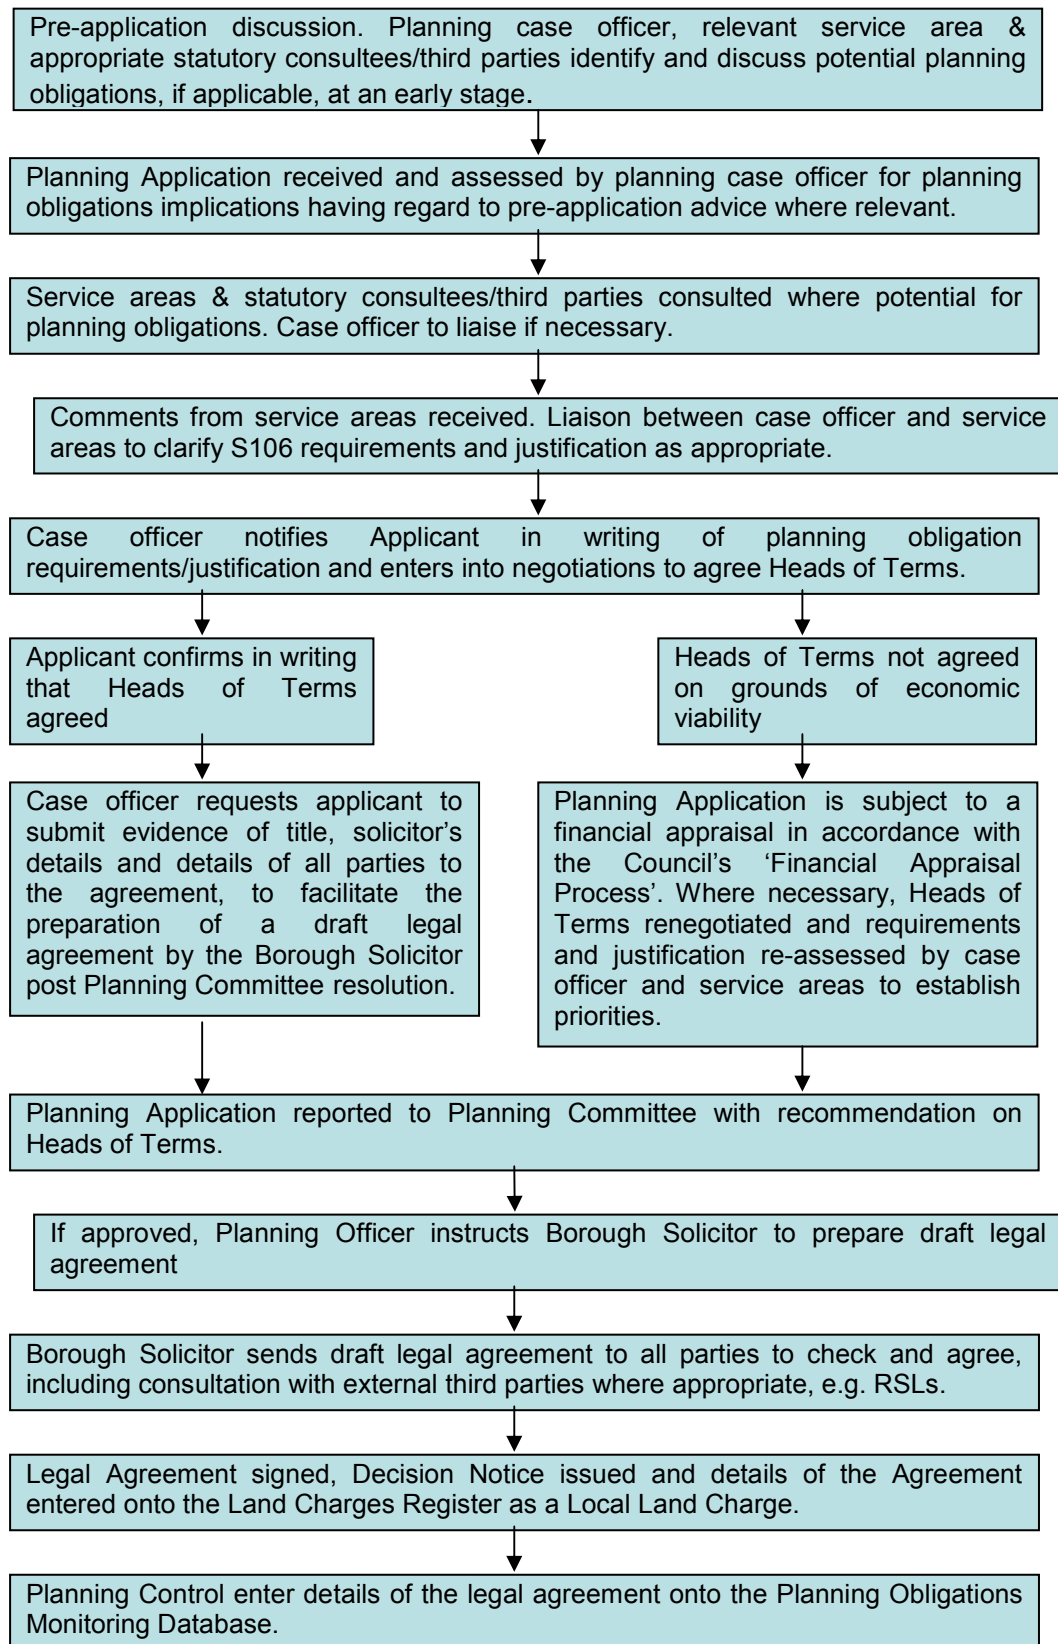 Pre-application discussion. Planning case officer, relevant service area &
appropriate statutory consultees/third parties identify and discuss potential planning
obligations, if applicable, at an early stage.
Planning Application received and assessed by planning case officer for planning
obligations implications having regard to pre-application advice where relevant.
Service areas & statutory consultees/third parties consulted where potential for
planning obligations. Case officer to liaise if necessary.
Comments from service areas received. Liaison between case officer and service
areas to clarify S106 requirements and justification as appropriate.
Case officer notifies Applicant in writing of planning obligation
requirements/justification and enters into negotiations to agree Heads of Terms.
Applicant confirms in writing
that Heads of Terms
agreed
Heads of Terms not agreed
on grounds of economic
viability
Case officer requests applicant to
submit evidence of title, solicitor's
details and details of all parties to
the agreement, to facilitate the
preparation of a draft legal
agreement by the Borough Solicitor
post Planning Committee resolution.
Planning Application is subject to a
financial appraisal in accordance with
the Council's 'Financial Appraisal
Process'. Where necessary, Heads of
Terms renegotiated and requirements
and justification re-assessed by case
officer and service areas to establish
priorities.
Planning Application reported to Planning Committee with recommendation on
Heads of Terms.
If approved, Planning Officer instructs Borough Solicitor to prepare draft legal
agreement
Borough Solicitor sends draft legal agreement to all parties to check and agree,
including consultation with external third parties where appropriate, e.g. RSLs.
Legal Agreement signed, Decision Notice issued and details of the Agreement
entered onto the Land Charges Register as a Local Land Charge.
Planning Control enter details of the legal agreement onto the Planning Obligations
Monitoring Database.